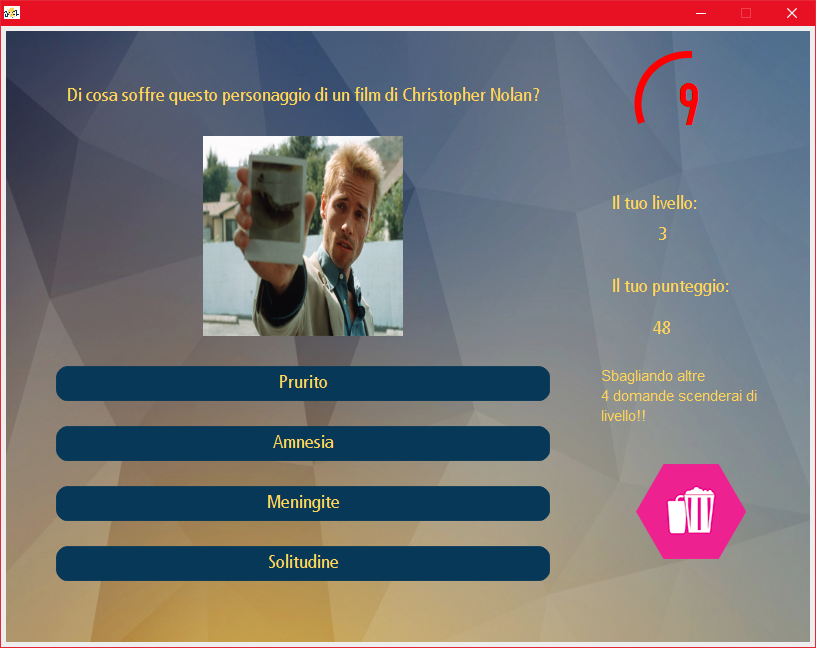 Di cosa soffre questo personaggio di un film di Christopher Nolan?
9
Il tuo livello:
3
Il tuo punteggio:
48
Sbagliando altre
4 domande scenderai di
livello!!
Prurito
Amnesia
Meningite
Solitudine